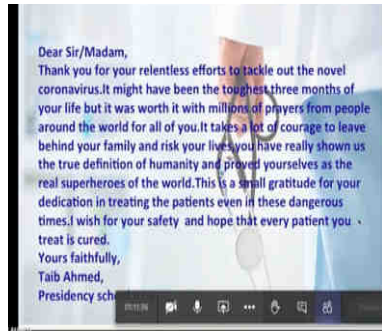 Dear Sir/Madam,
Thank you for your relentless efforts to tackle out the novel
coronavirus.It might have been the toughest three months of
your life but it was worth it with millions of prayers from people
around the world for all of you.It takes a lot of courage to leave
behind your family and risk your lives,you have really shown us
the true definition of humanity and proved yourselves as the
real superheroes of the world.This is a small gratitude for your
dedication in treating the patients even in these dangerous
times.I wish for your safety and hope that every patient you
treat is cured.
Yours faithfully,
Taib Ahmed,
Presidency